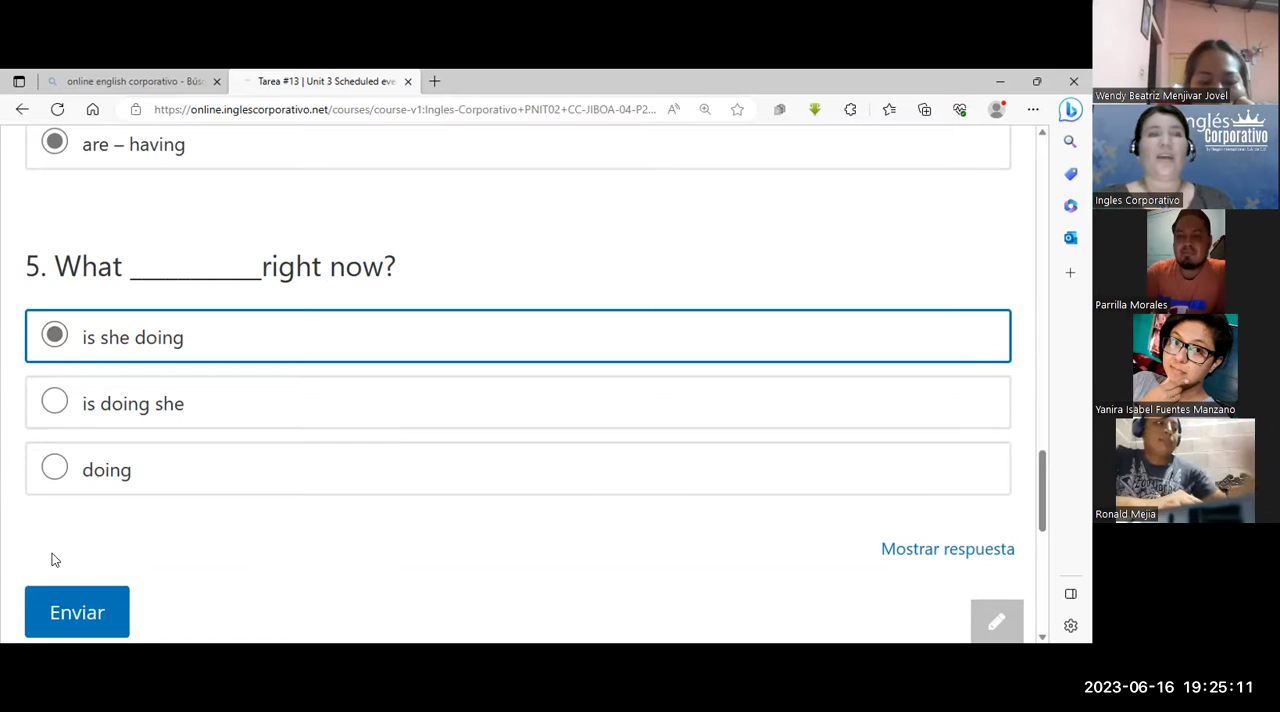 online english corporativo - Bús
Tarea #13 | Unit 3 Scheduled eve
https://online.inglescorporativo.net/courses/course-v1:Ingles-Corporativo+PNIT02+CC-JIBOA-04-P2...
are – having
5. What __________right now?
is she doing
is doing she
doing
Mostrar respuesta
Enviar
Wendy Beatriz Menjivar Jovel
Inglés
Corporativo
Ingles Corporativo
Parrilla Morales
Yanira Isabel Fuentes Manzano
Ronald Mejia
2023-06-16 19:25:11